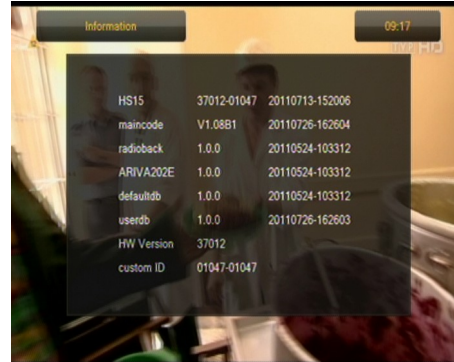 Information 09:17
TVP HD
HS15 37012-01047 20110713-152006
maincode V1.08B1 20110726-162604
radioback 1.0.0 20110524-103312
ARIVA202E 1.0.0 20110524-103312
defaultdb 1.0.0 20110524-103312
userdb 1.0.0 20110726-162603
HW Version 37012
custom ID 01047-01047